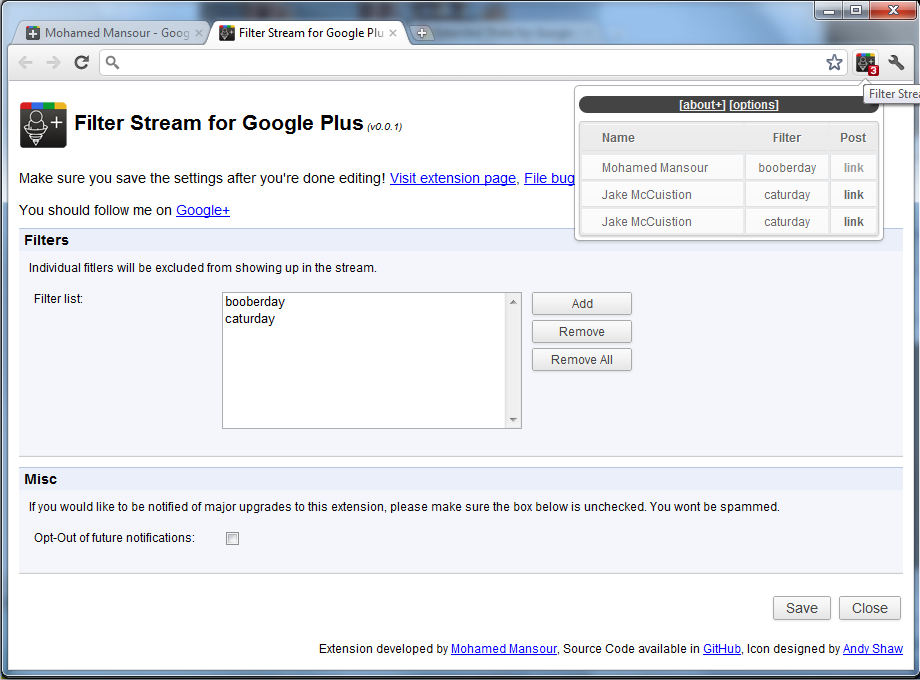 Mohamed Mansour - Goog
Filter Stream for Google Plu
Filter Stre
[about+] [options]
Name Filter Post
Mohamed Mansour booberday link
Jake McCuistion caturday link
Jake McCuistion caturday link
3
Filter Stream for Google Plus (v0.0.1)
Make sure you save the settings after you're done editing! Visit extension page, File bug
You should follow me on Google+
Filters
Individual fitlers will be excluded from showing up in the stream.
Filter list:
booberday
caturday
Add
Remove
Remove All
Misc
If you would like to be notified of major upgrades to this extension, please make sure the box below is unchecked. You wont be spammed.
Opt-Out of future notifications:
Save Close
Extension developed by Mohamed Mansour, Source Code available in GitHub, Icon designed by Andy Shaw